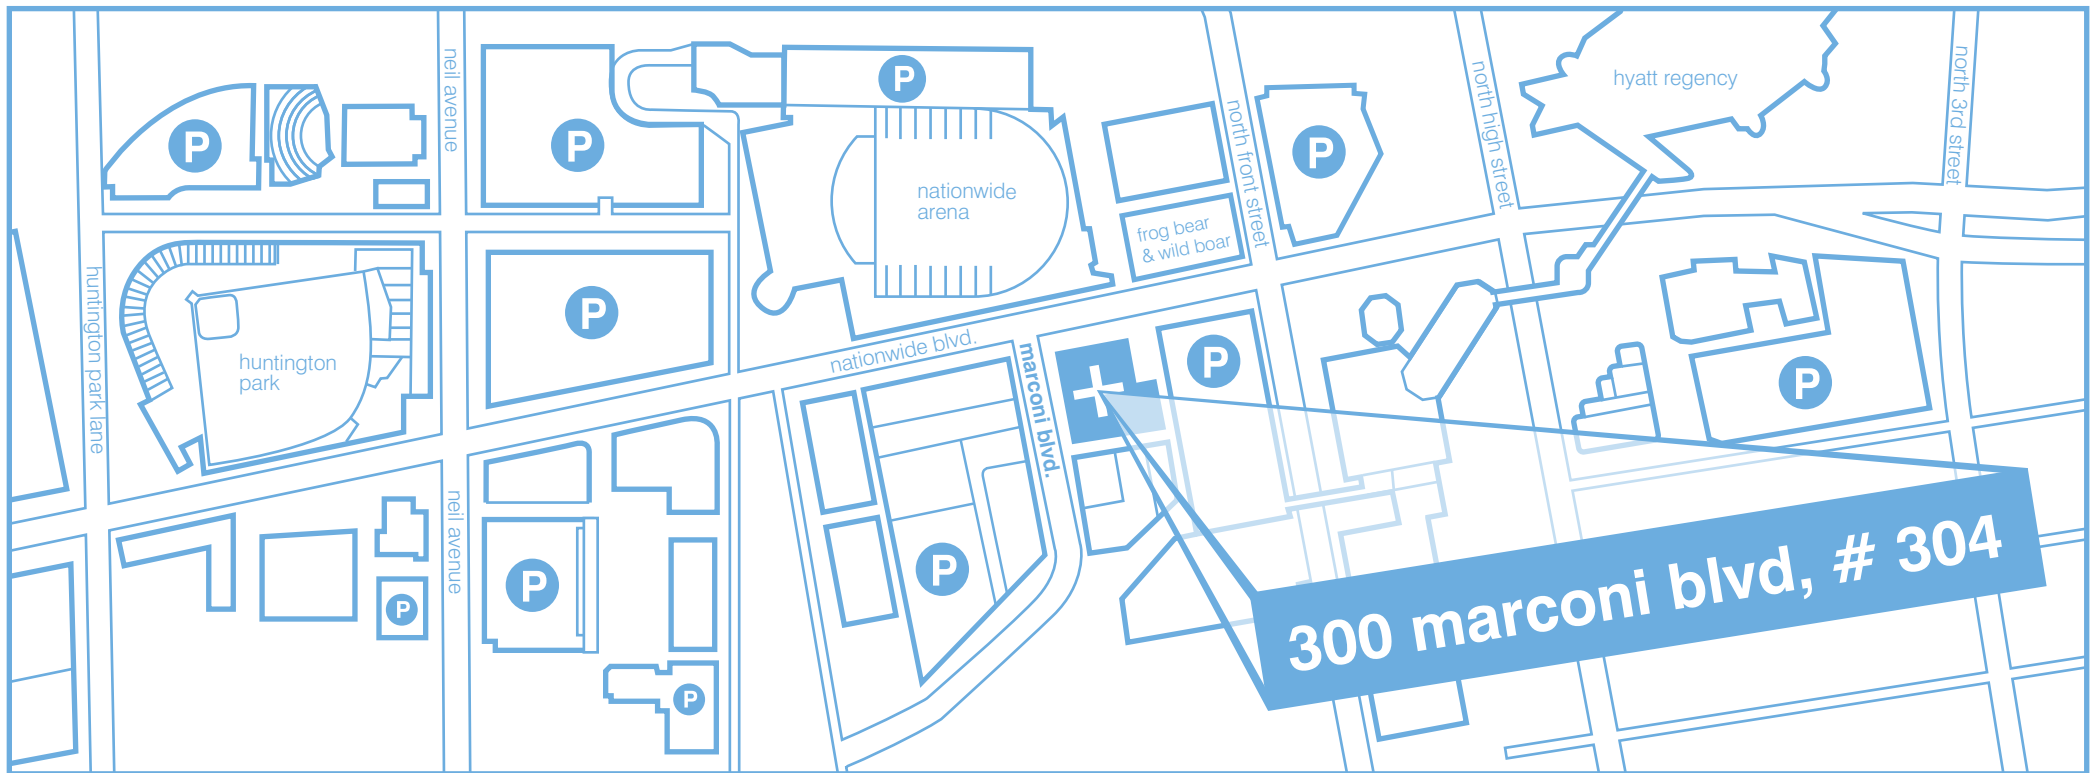 neil avenue
P
P
P
nationwide
arena
frog bear
& wild boar
north front street
P
north high street
hyatt regency
north 3rd street
huntington park lane
huntington
park
P
nationwide blvd.
marconi blvd.
P
P
neil avenue
P
P
P
P
300 marconi blvd, # 304